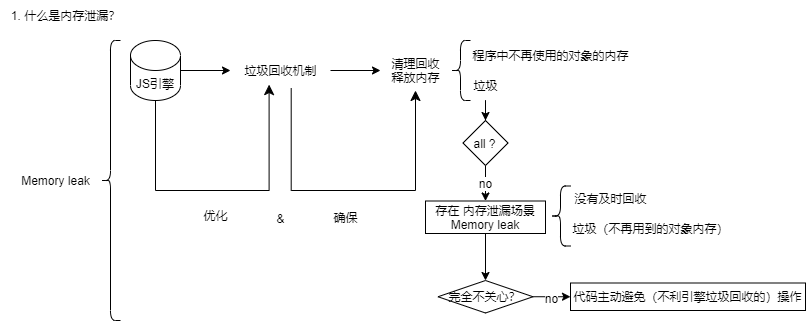 1. 什么是内存泄漏?
Memory leak
JS引擎
垃圾回收机制
清理回收
释放内存
程序中不再使用的对象的内存
垃圾
优化
&
确保
all ?
no
存在 内存泄漏场景
Memory leak
没有及时回收
垃圾（不再用到的对象内存）
完全不关心?
no
代码主动避免（不利引擎垃圾回收的）操作